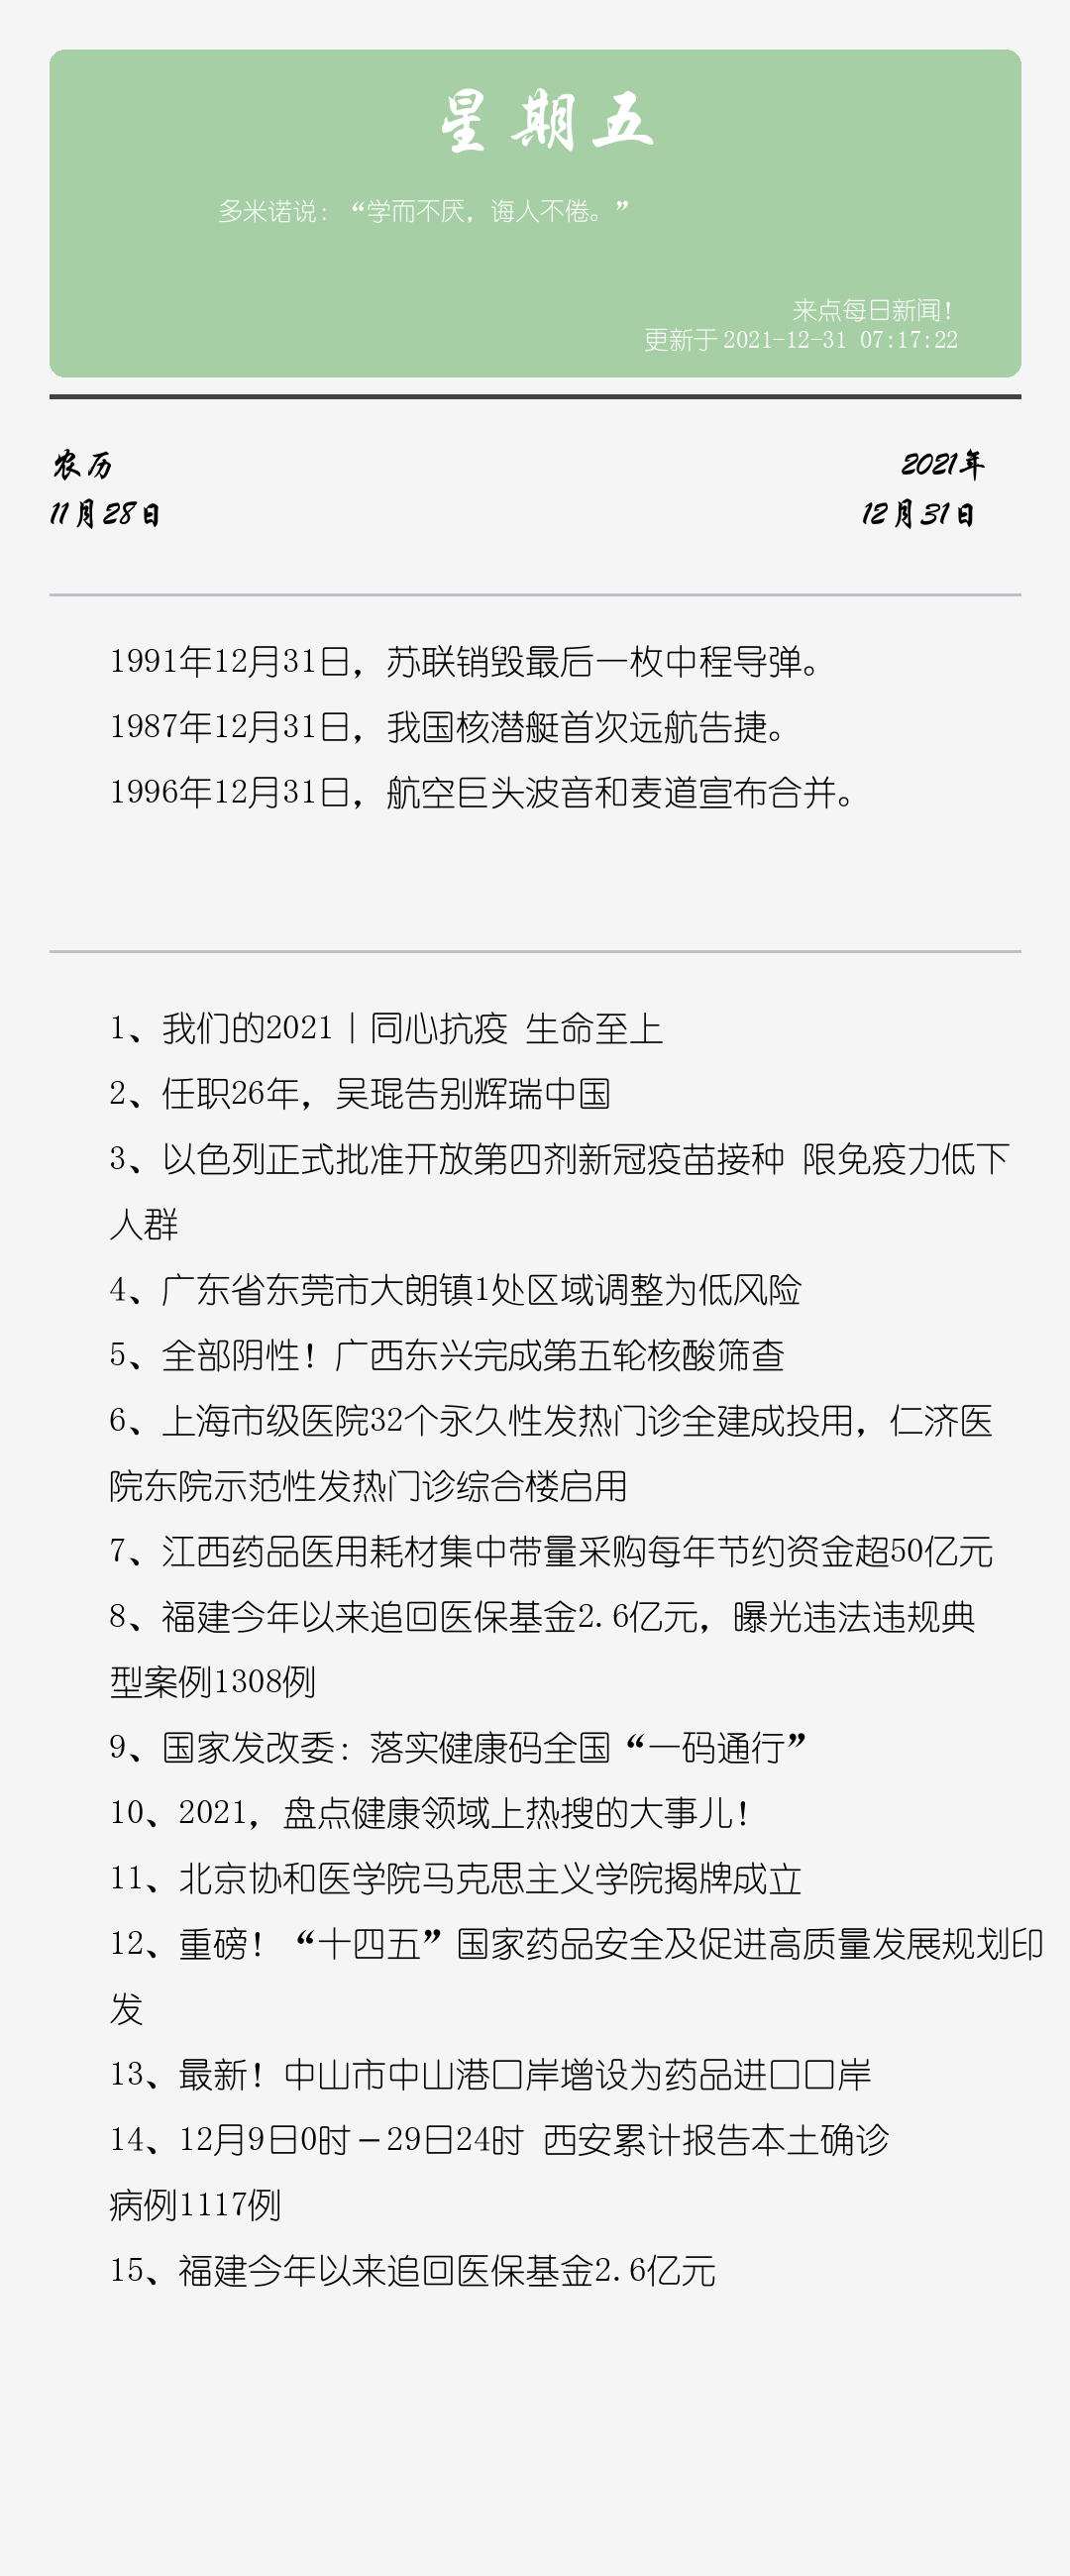 星期五
多米诺说：“学而不厌，诲人不倦。”
来点每日新闻！
更新于 2021-12-31 07:17:22
农历
2021年
11月28日
12月31日
1991年12月31日，苏联销毁最后一枚中程导弹。
1987年12月31日，我国核潜艇首次远航告捷。
1996年12月31日，航空巨头波音和麦道宣布合并。
1、我们的2021丨同心抗疫 生命至上
2、任职26年，吴琨告别辉瑞中国
3、以色列正式批准开放第四剂新冠疫苗接种 限免疫力低下
人群
4、广东省东莞市大朗镇1处区域调整为低风险
5、全部阴性！广西东兴完成第五轮核酸筛查
6、上海市级医院32个永久性发热门诊全建成投用，仁济医
院东院示范性发热门诊综合楼启用
7、江西药品医用耗材集中带量采购每年节约资金超50亿元
8、福建今年以来追回医保基金2.6亿元，曝光违法违规典
型案例1308例
9、国家发改委：落实健康码全国“一码通行”
10、2021，盘点健康领域上热搜的大事儿！
11、北京协和医学院马克思主义学院揭牌成立
12、重磅！“十四五”国家药品安全及促进高质量发展规划印
发
13、最新！中山市中山港口岸增设为药品进口口岸
14、12月9日0时－29日24时 西安累计报告本土确诊
病例1117例
15、福建今年以来追回医保基金2.6亿元